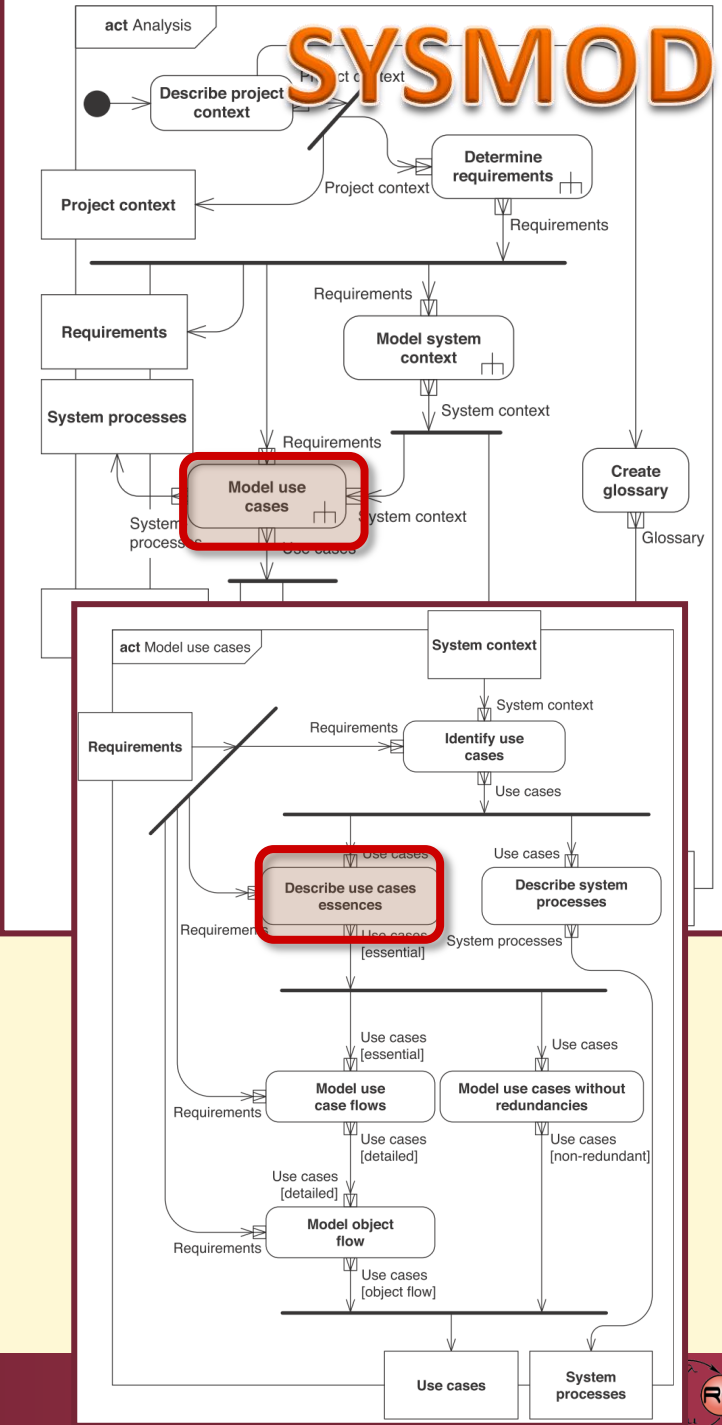 act Analysis
SYSMOD
Project context
Describe project
context
Determine
requirements
Project context
Project context
Requirements
Requirements
Requirements
Model system
context
System processes
System context
Requirements
Model use
cases
Create
glossary
System context
System
processes
Use cases
Glossary
act Model use cases
System context
System context
Requirements
Requirements
Identify use
cases
Use cases
Use cases
Use cases
Describe use cases
essences
Describe system
processes
Requirements
Use cases
[essential]
System processes
Use cases
[essential]
Use cases
Model use
case flows
Model use cases without
redundancies
Requirements
Use cases
[detailed]
Use cases
[non-redundant]
Use cases
[detailed]
Model object
flow
Requirements
Use cases
[object flow]
Use cases
System
processes
R